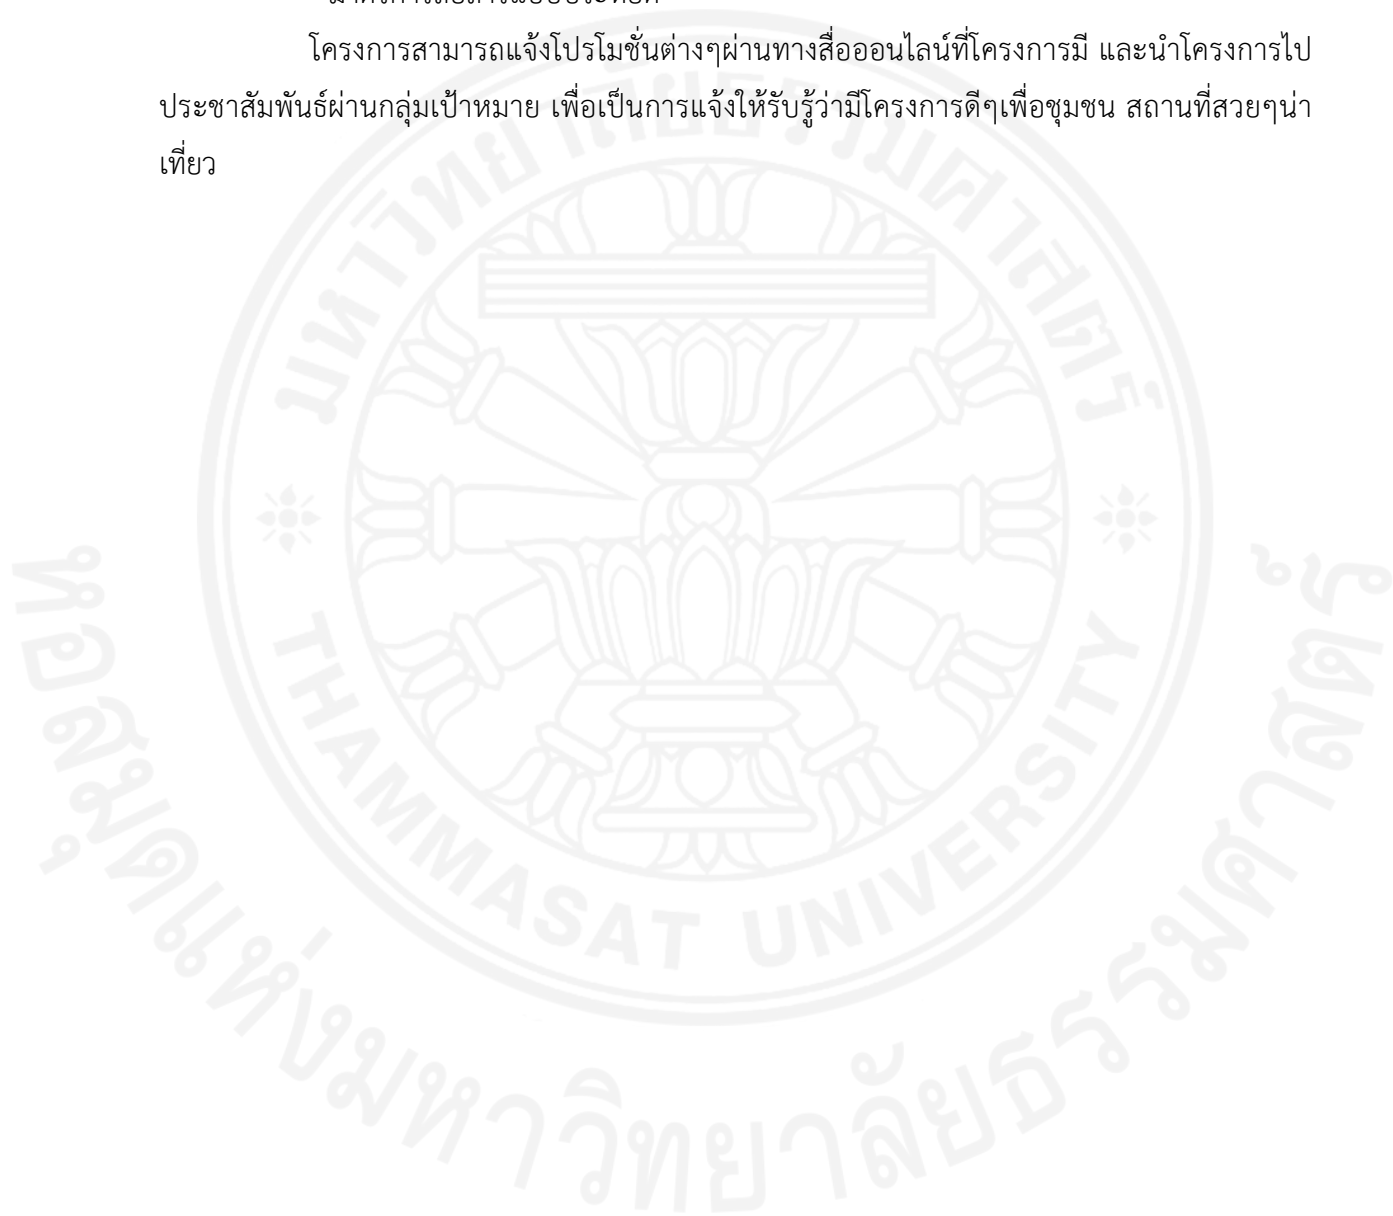 โครงการสามารถแจ้งโปรโมชั่นต่างๆผ่านทางสื่อออนไลน์ที่โครงการมี และนำโครงการไป
ประชาสัมพันธ์ผ่านกลุ่มเป้าหมาย เพื่อเป็นการแจ้งให้รับรู้ว่ามีโครงการดีๆเพื่อชุมชน สถานที่สวยๆน่า
เที่ยว
มหาวิทยาลัยธรรมศาสตร์
THAMMASAT UNIVERSITY
หอสมุดแห่งมหาวิทยาลัยธรรมศาสตร์